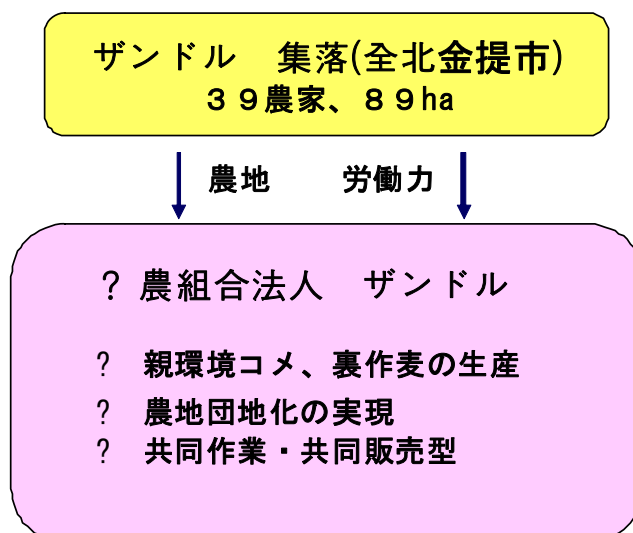 ザンドル　集落(全北金提市)
３９農家、８９ha
農地　　労働力
? 農組合法人　ザンドル
?　親環境コメ、裏作麦の生産
?　農地団地化の実現
?　共同作業・共同販売型